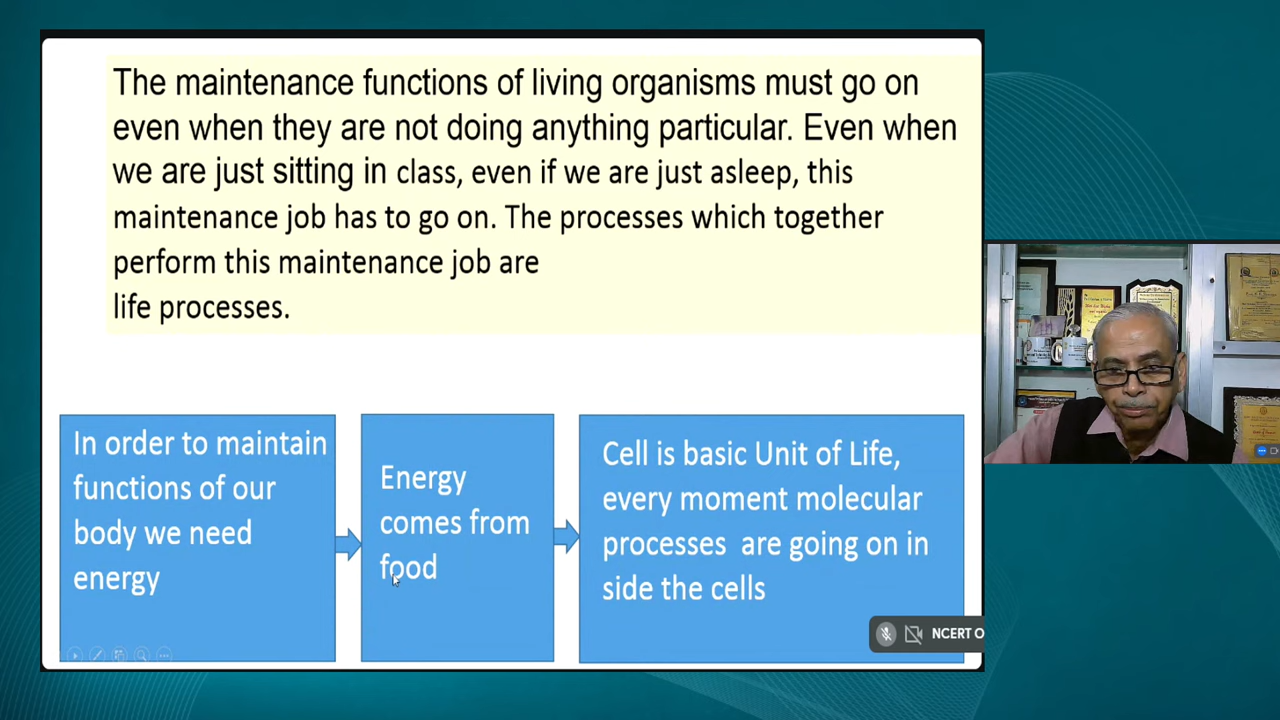 The maintenance functions of living organisms must go on
even when they are not doing anything particular. Even when
we are just sitting in class, even if we are just asleep, this
maintenance job has to go on. The processes which together
perform this maintenance job are
life processes.
In order to maintain
functions of our
body we need
energy
Energy
comes from
food
Cell is basic Unit of Life,
every moment molecular
processes are going on in
side the cells
NCERT O